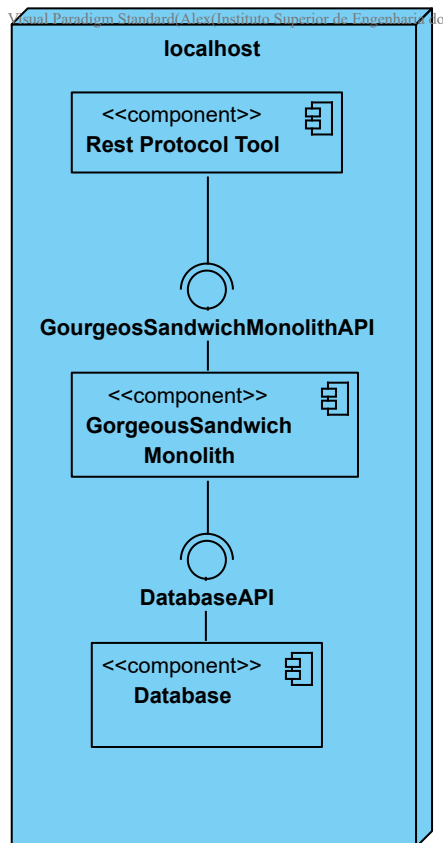 Visual Paradigm Standard(Alex(Instituto Superior de Engenharia do
localhost
<<component>>
Rest Protocol Tool
GourgeosSandwichMonolithAPI
<<component>>
GorgeousSandwich
Monolith
DatabaseAPI
<<component>>
Database